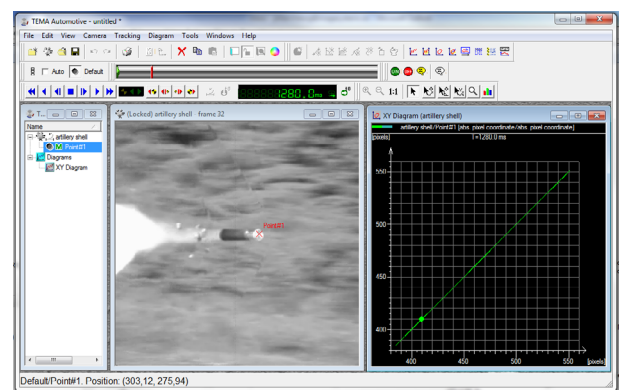 TEMA Automotive - untitled *
File Edit View Camera Tracking Diagram Tools Windows Help
Auto Default
1280.0ms 1:1
T...
Name
artillery shell
Point#1
Diagrams
XY Diagram
(Locked) artillery shell - frame 32
Point#1
XY Diagram (artillery shell)
artillery shell/Point#1 [abs. pixel coordinate/abs. pixel coordinate]
[pixels] T=1280.0 ms
550
500
450
400
400 450 500 550 [pixels]
Default/Point#1. Position: (303,12, 275,94)